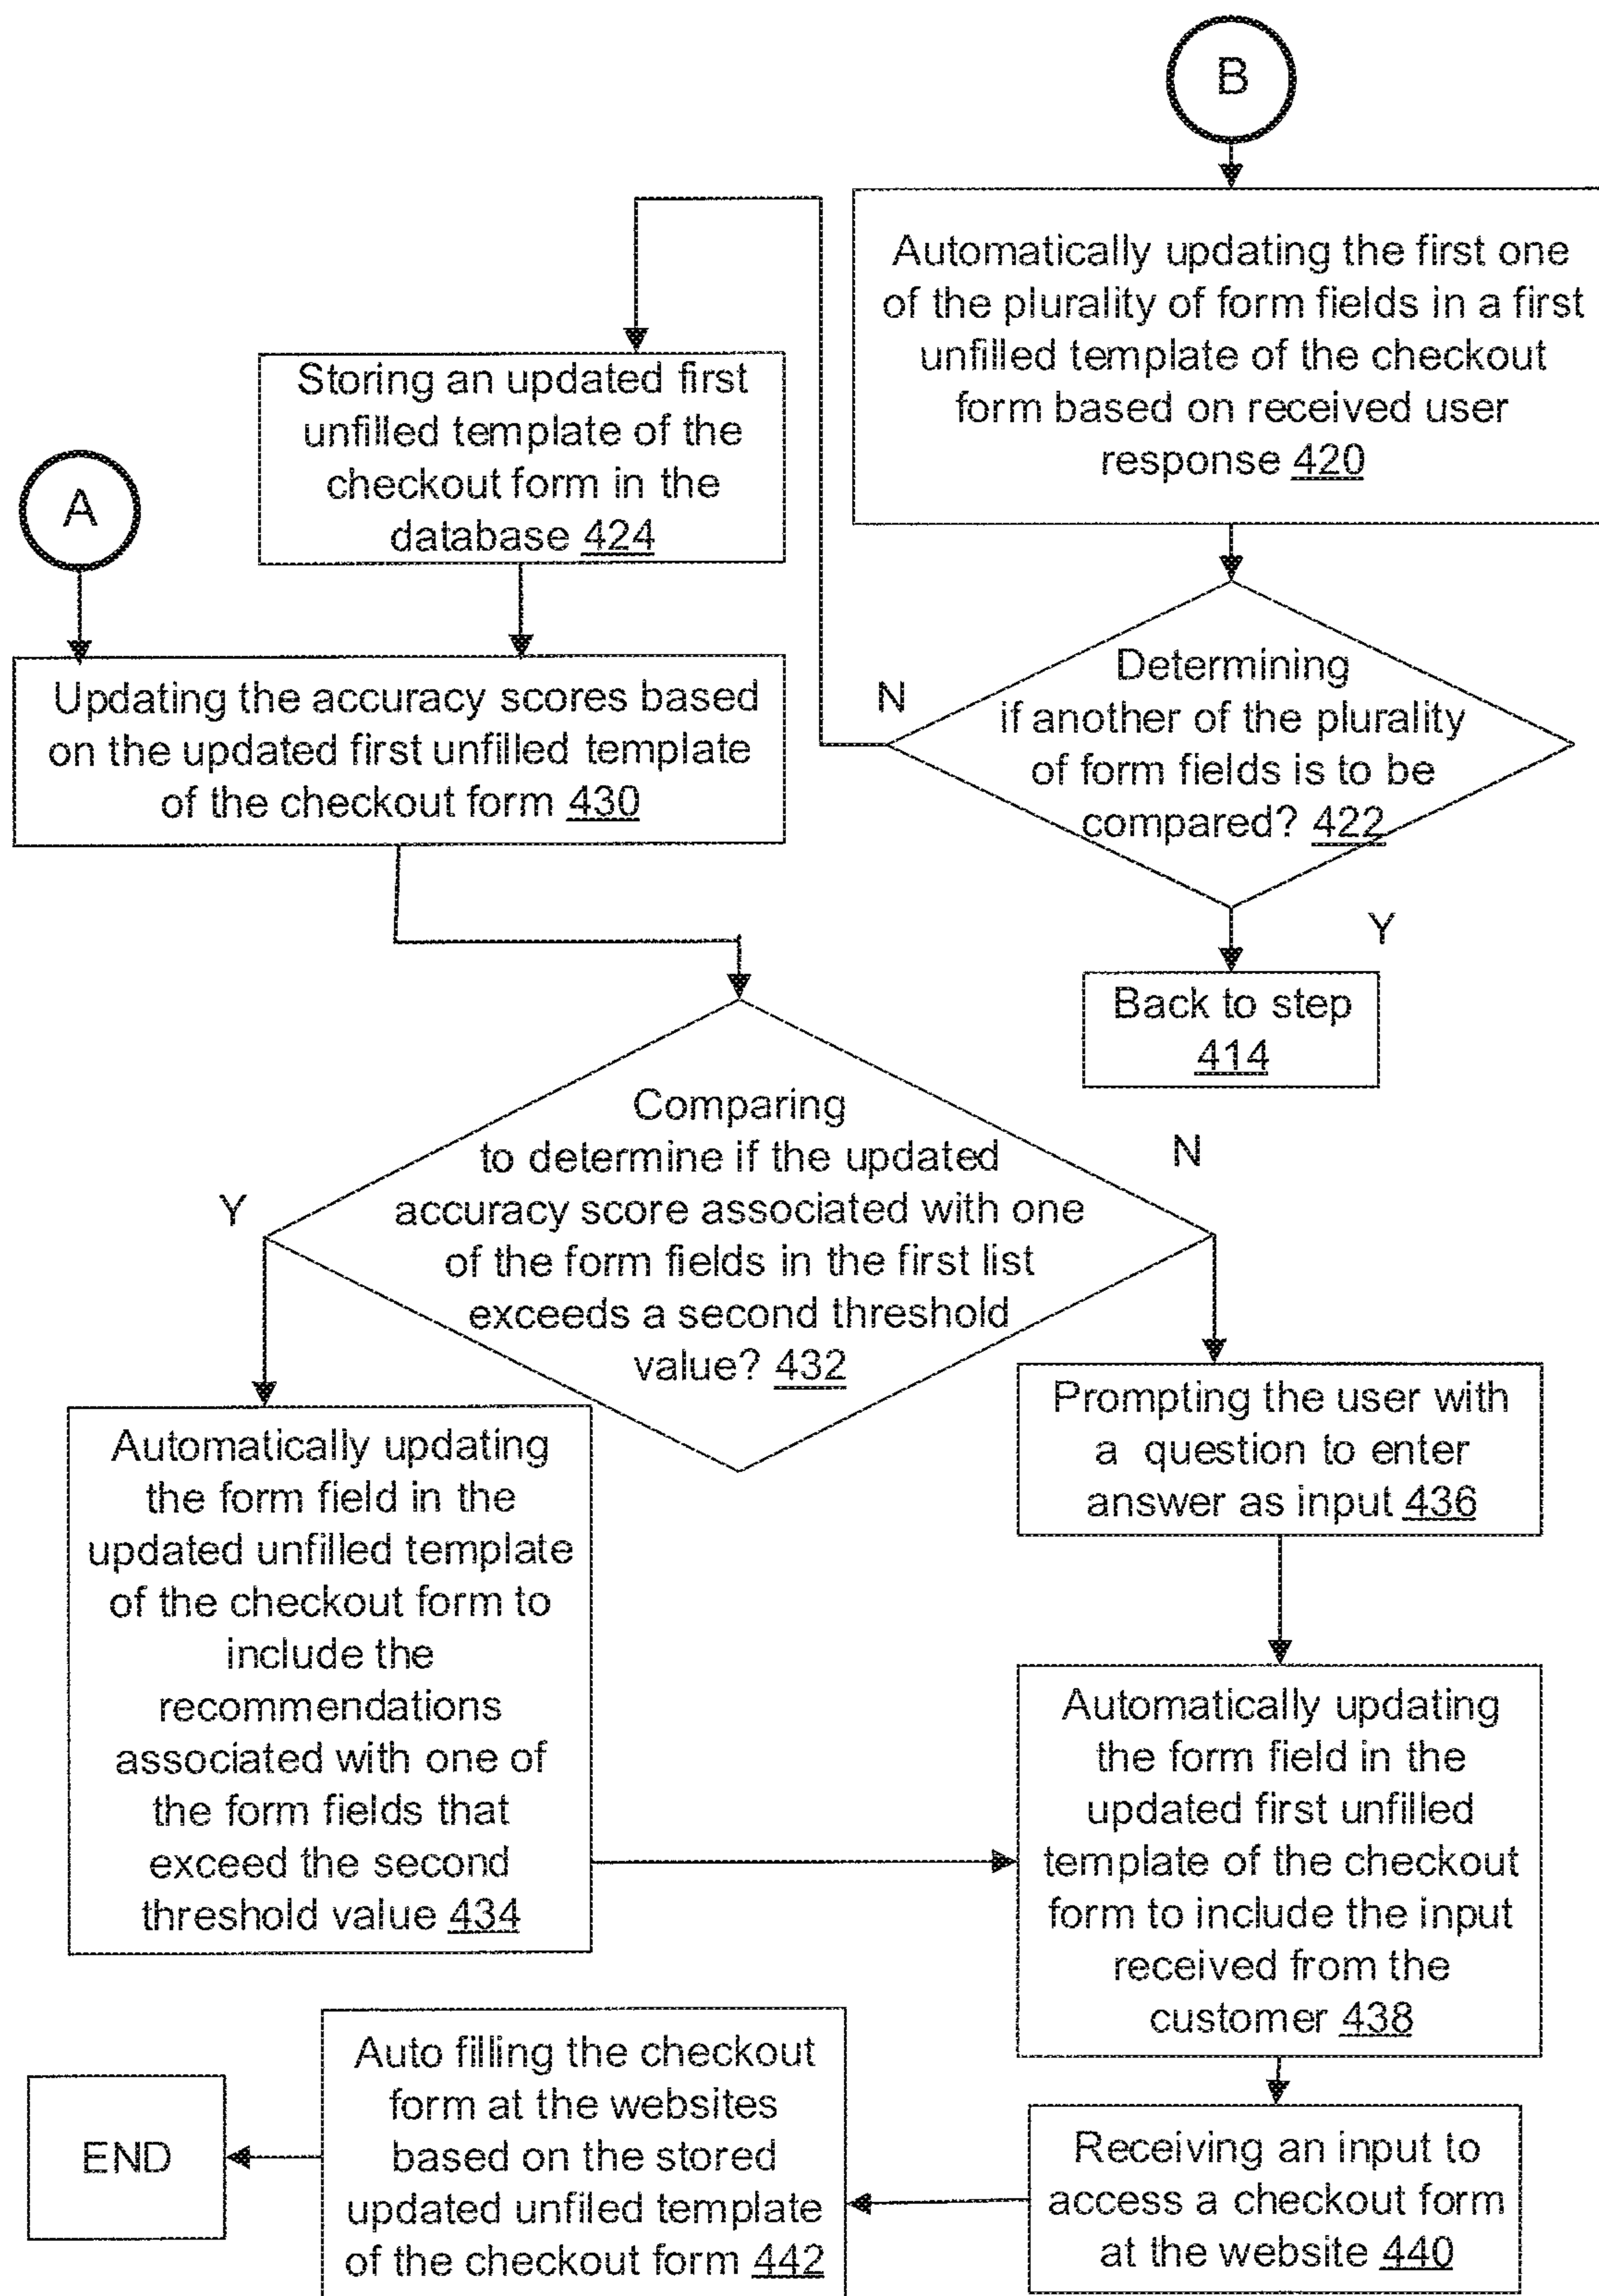 B
Automatically updating the first one
of the plurality of form fields in a first
unfilled template of the checkout
form based on received user
response 420
Storing an updated first
unfilled template of the
checkout form in the
database 424
A
Updating the accuracy scores based
on the updated first unfilled template
of the checkout form 430
N
Determining
if another of the plurality
of form fields is to be
compared? 422
Y
Back to step
414
Comparing
to determine if the updated
accuracy score associated with one
of the form fields in the first list
exceeds a second threshold
value? 432
Y
N
Automatically updating
the form field in the
updated unfilled template
of the checkout form to
include the
recommendations
associated with one of
the form fields that
exceed the second
threshold value 434
Prompting the user with
a question to enter
answer as input 436
Automatically updating
the form field in the
updated first unfilled
template of the checkout
form to include the input
received from the
customer 438
Receiving an input to
access a checkout form
at the website 440
Auto filling the checkout
form at the websites
based on the stored
updated unfiled template
of the checkout form 442
END